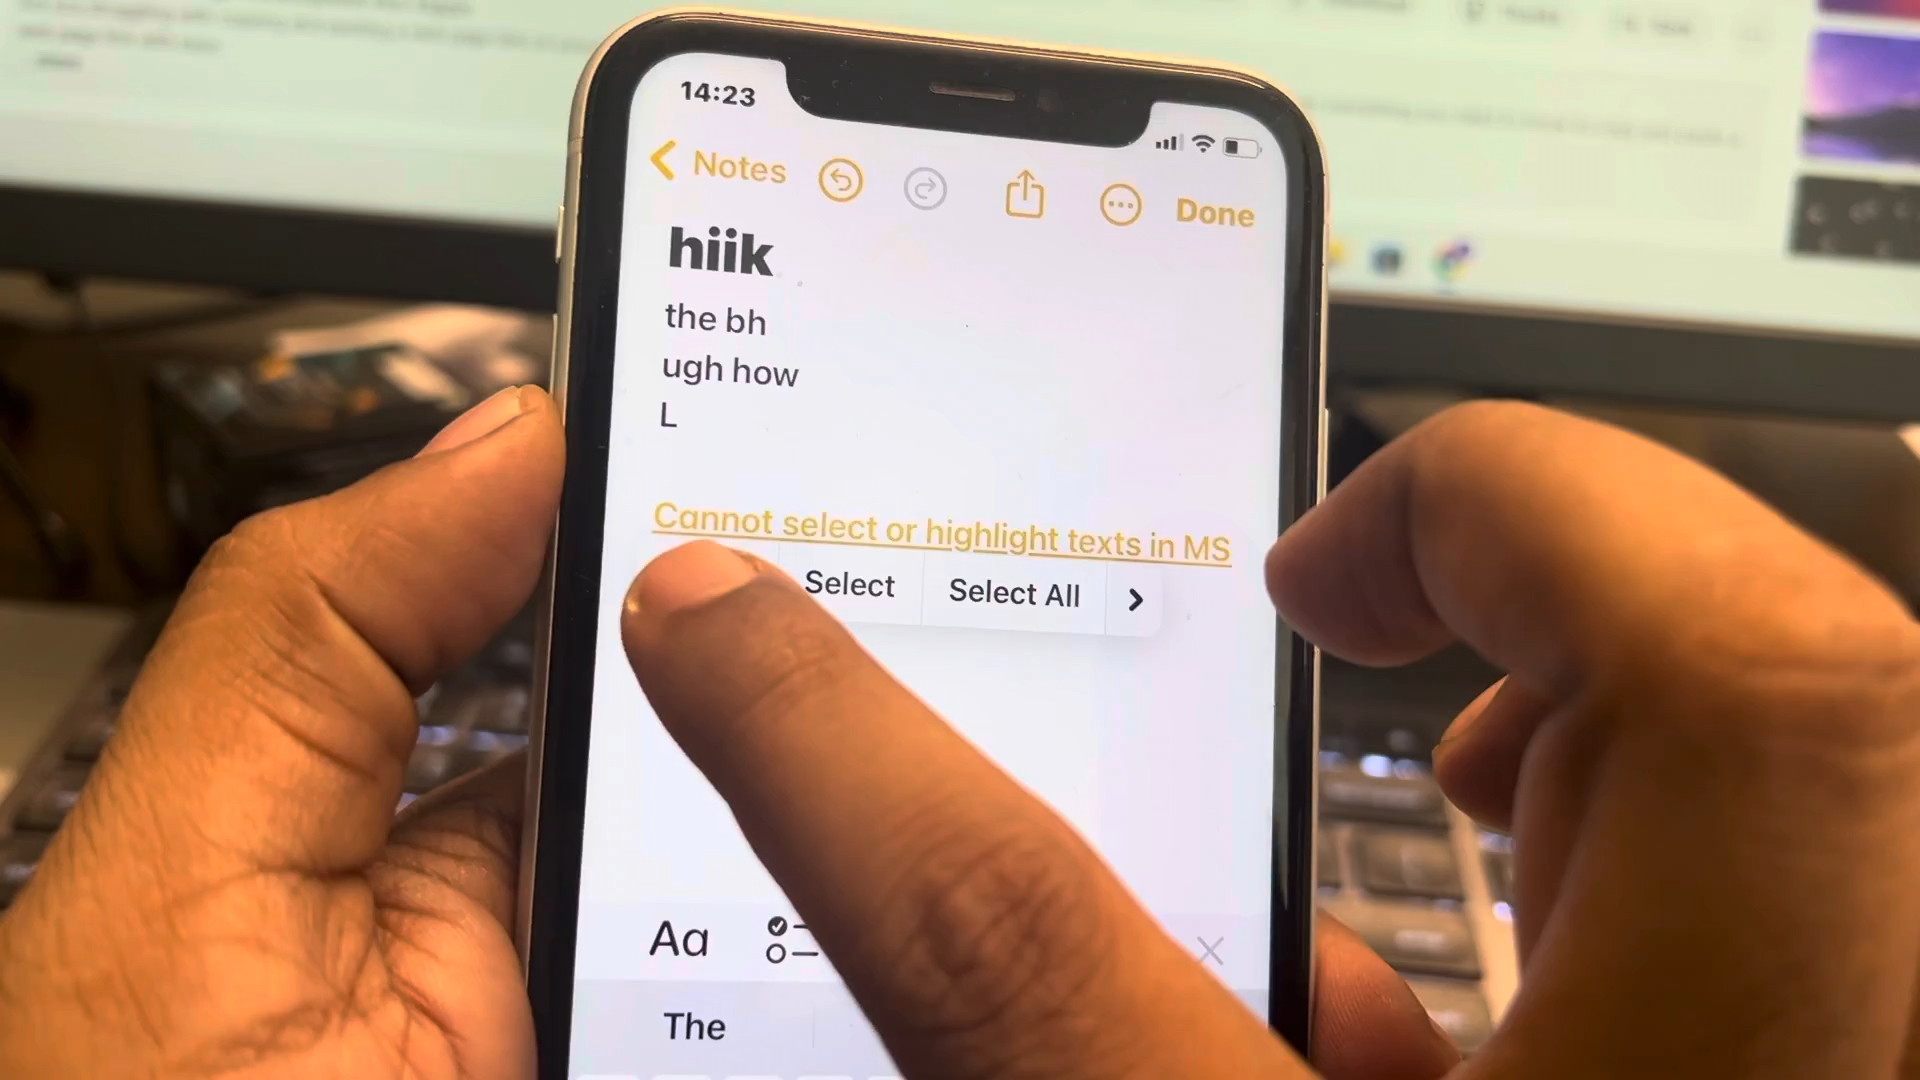 14:23
Notes
Done
hiik
the bh
ugh how
L
Cannot select or highlight texts in MS
Select
Select All
Aa
The